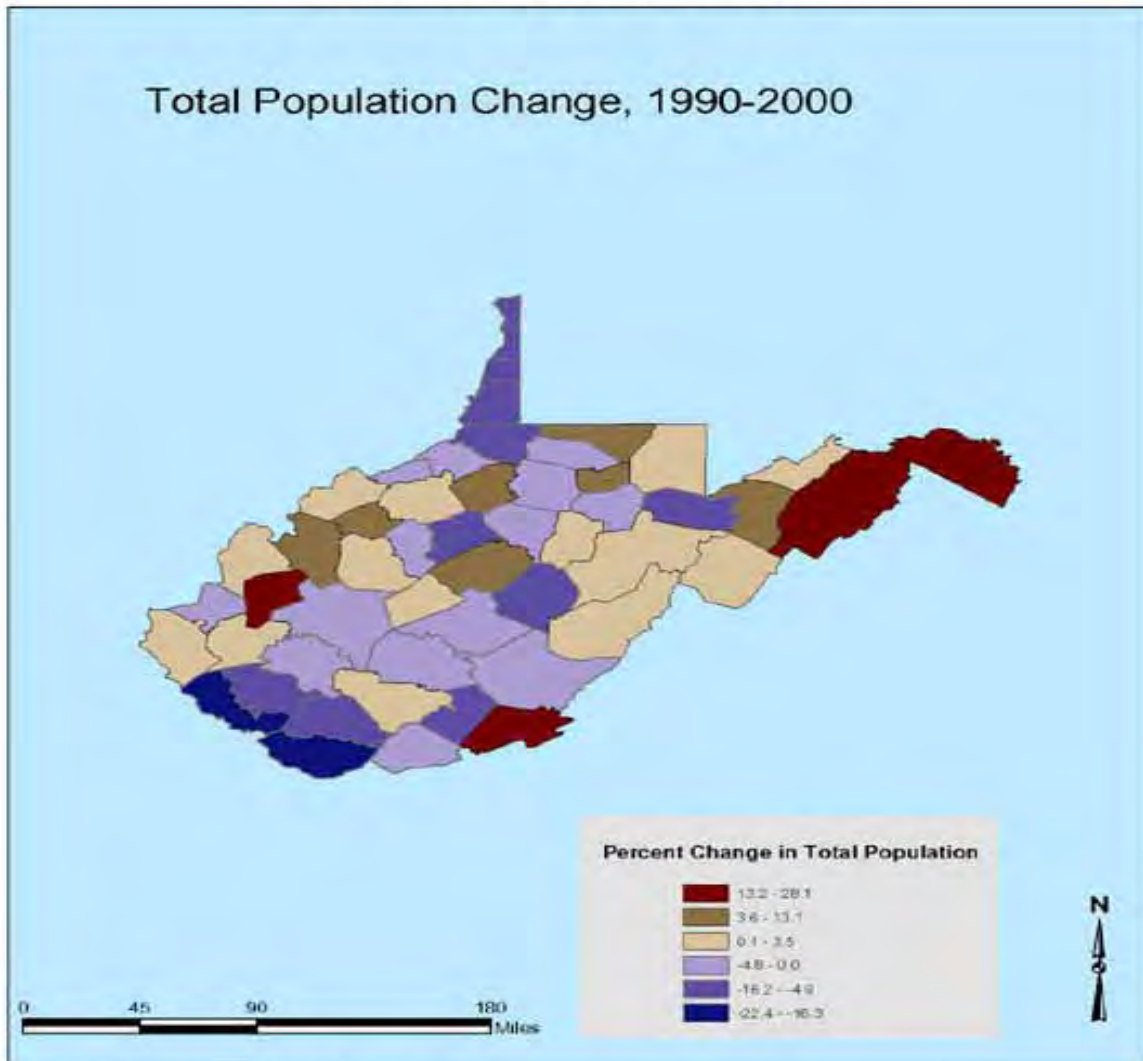 Total Population Change, 1990-2000
Percent Change in Total Population
13.2 - 28.1
3.6 - 13.1
0.1 - 3.5
-4.8 - 0.0
-16.2 - -4.9
-22.4 - -16.3
N
0 45 90 180
Miles